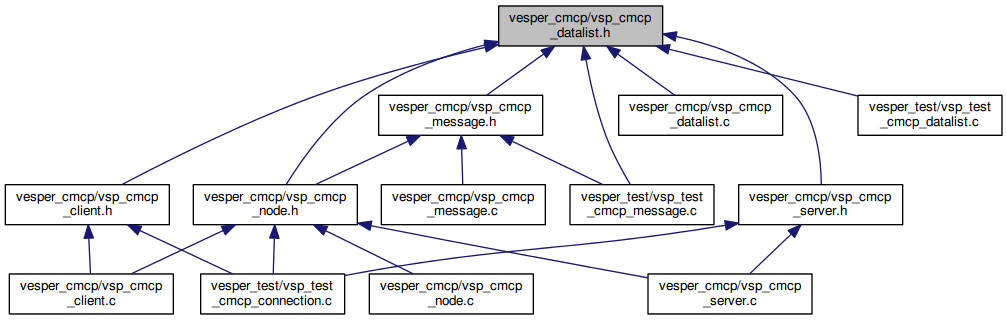 vesper_cmcp/vsp_cmcp
_datalist.h
vesper_cmcp/vsp_cmcp
_message.h
vesper_cmcp/vsp_cmcp
_datalist.c
vesper_test/vsp_test
_cmcp_datalist.c
vesper_cmcp/vsp_cmcp
_client.h
vesper_cmcp/vsp_cmcp
_node.h
vesper_cmcp/vsp_cmcp
_message.c
vesper_test/vsp_test
_cmcp_message.c
vesper_cmcp/vsp_cmcp
_server.h
vesper_cmcp/vsp_cmcp
_client.c
vesper_test/vsp_test
_cmcp_connection.c
vesper_cmcp/vsp_cmcp
_node.c
vesper_cmcp/vsp_cmcp
_server.c